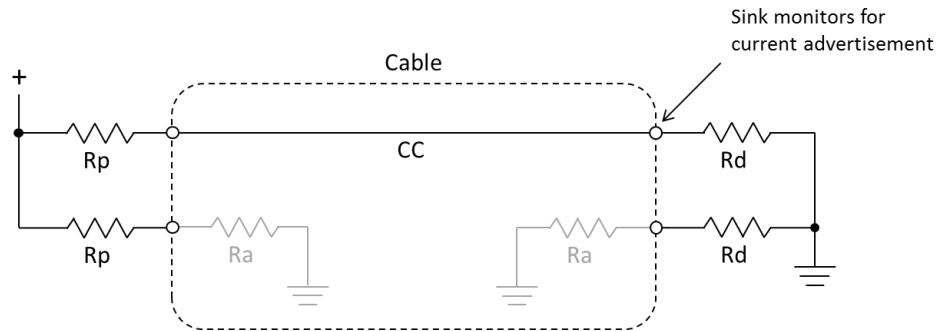 Sink monitors for
current advertisement
Cable
+
Rp
CC
Rd
Rp
Ra
Ra
Rd